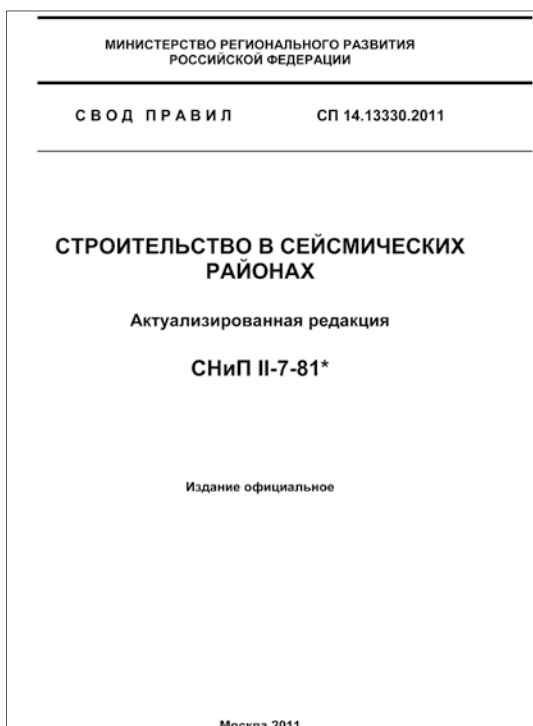 МИНИСТЕРСТВО РЕГИОНАЛЬНОГО РАЗВИТИЯ
РОССИЙСКОЙ ФЕДЕРАЦИИ
СВОД ПРАВИЛ СП 14.13330.2011
СТРОИТЕЛЬСТВО В СЕЙСМИЧЕСКИХ
РАЙОНАХ
Актуализированная редакция
СНиП II-7-81*
Издание официальное
Москва 2011